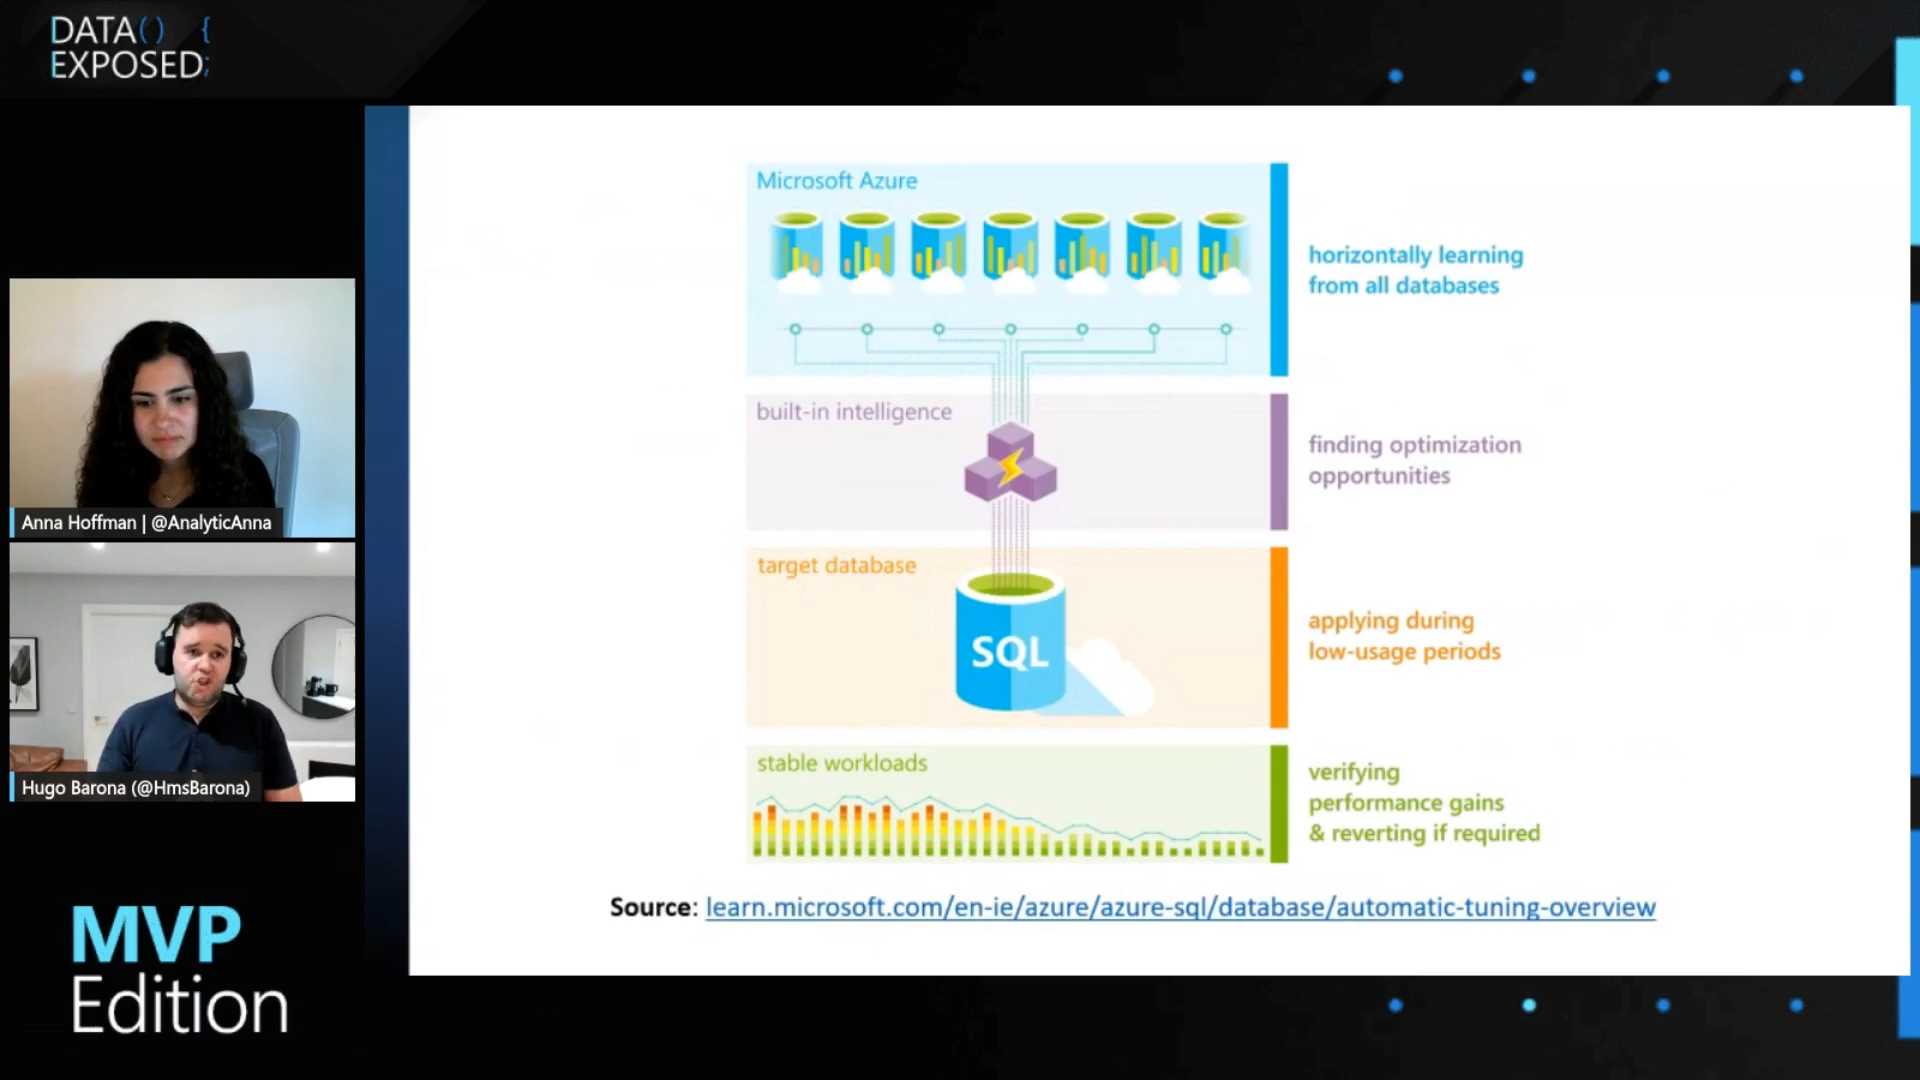 DATA() {
EXPOSED;
Microsoft Azure
horizontally learning
from all databases
built-in intelligence
finding optimization
opportunities
target database
SQL
applying during
low-usage periods
stable workloads
verifying
performance gains
& reverting if required
Source: learn.microsoft.com/en-ie/azure/azure-sql/database/automatic-tuning-overview
Anna Hoffman | @AnalyticAnna
Hugo Barona (@HmsBarona)
MVP
Edition